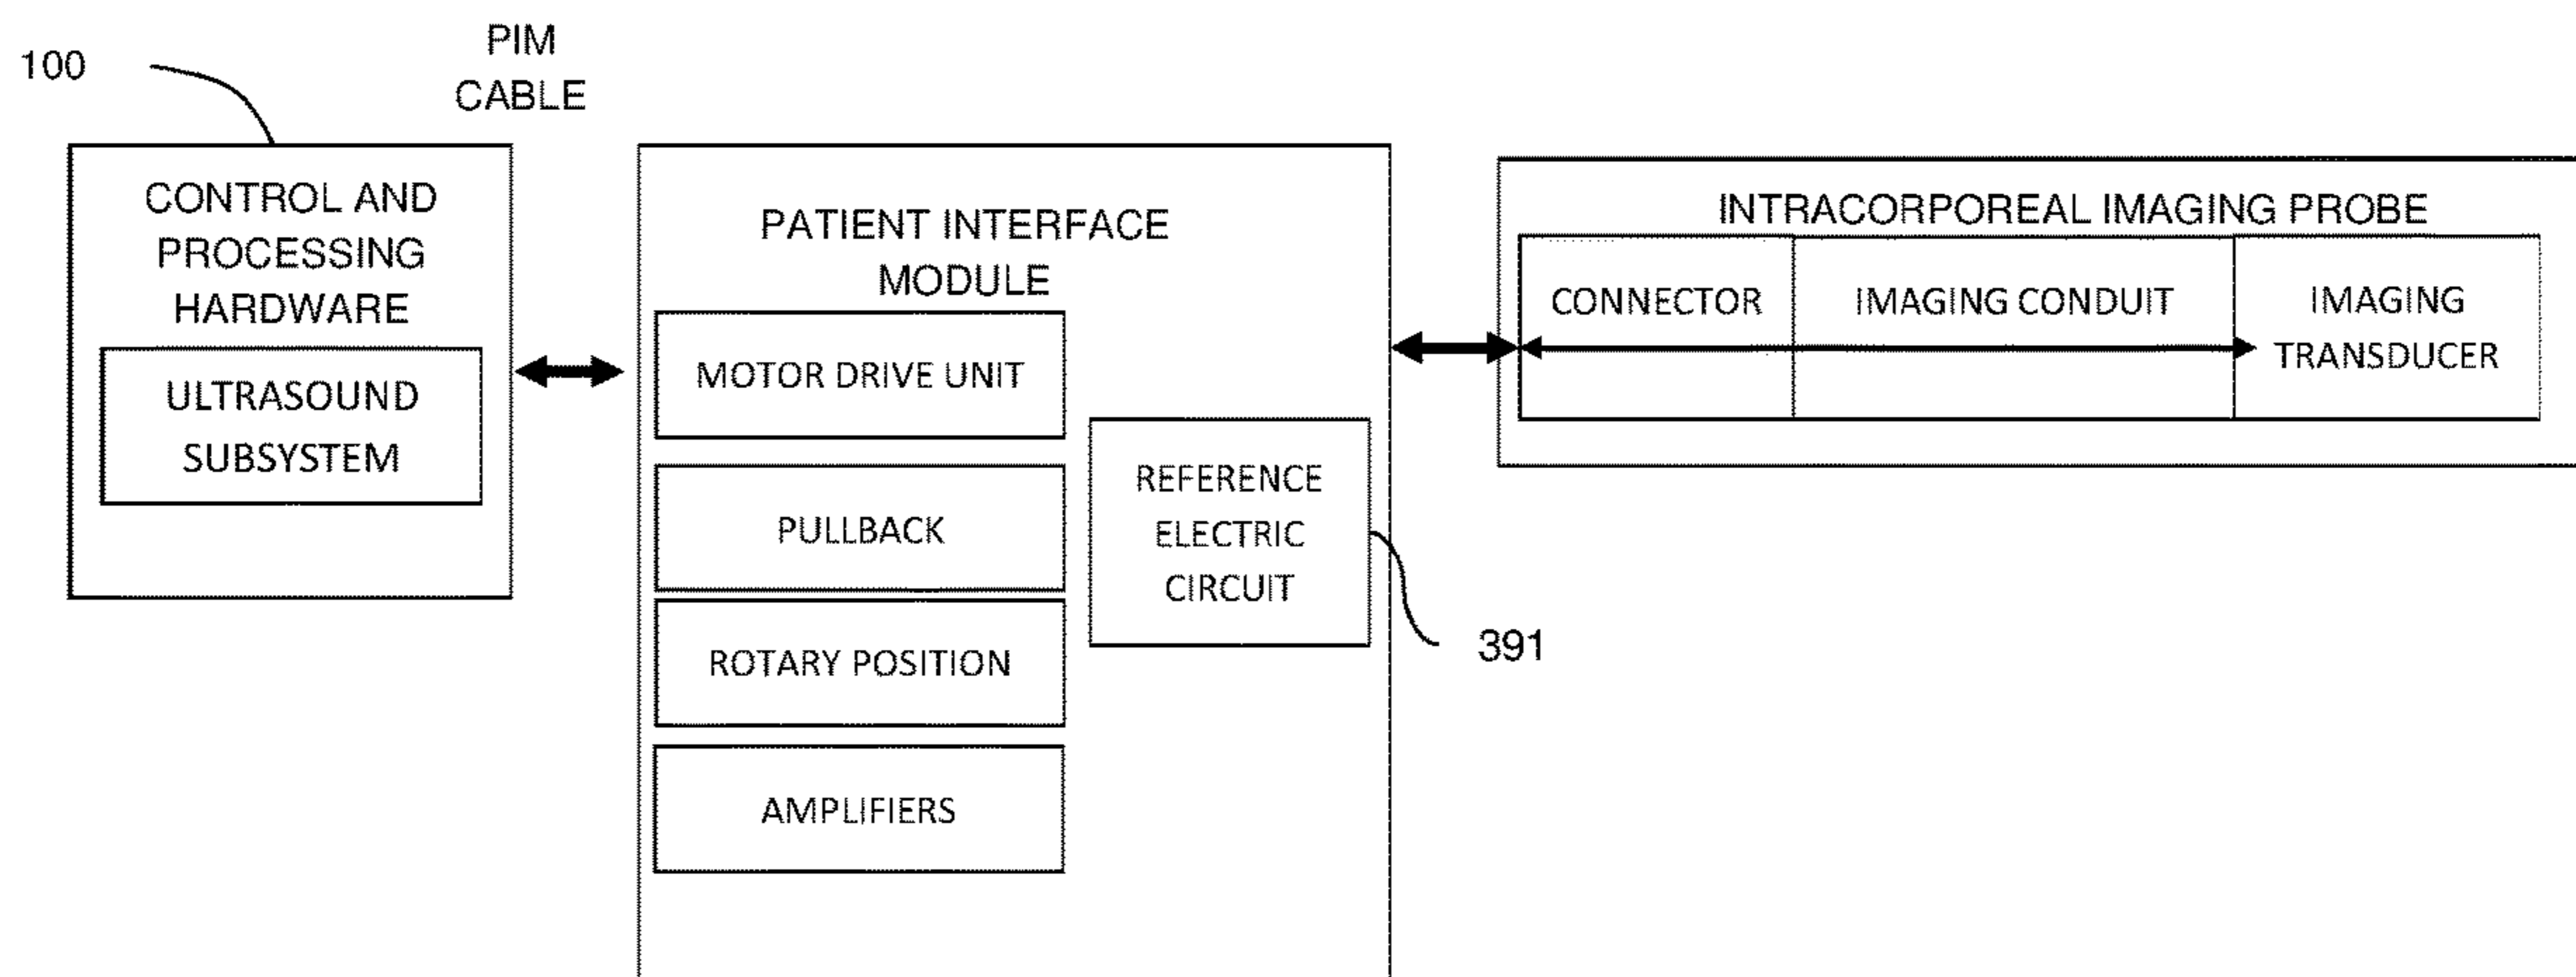 100
PIM
CABLE
CONTROL AND
PROCESSING
HARDWARE
ULTRASOUND
SUBSYSTEM
PATIENT INTERFACE
MODULE
MOTOR DRIVE UNIT
PULLBACK
ROTARY POSITION
AMPLIFIERS
REFERENCE
ELECTRIC
CIRCUIT
391
INTRACORPOREAL IMAGING PROBE
CONNECTOR
IMAGING CONDUIT
IMAGING
TRANSDUCER